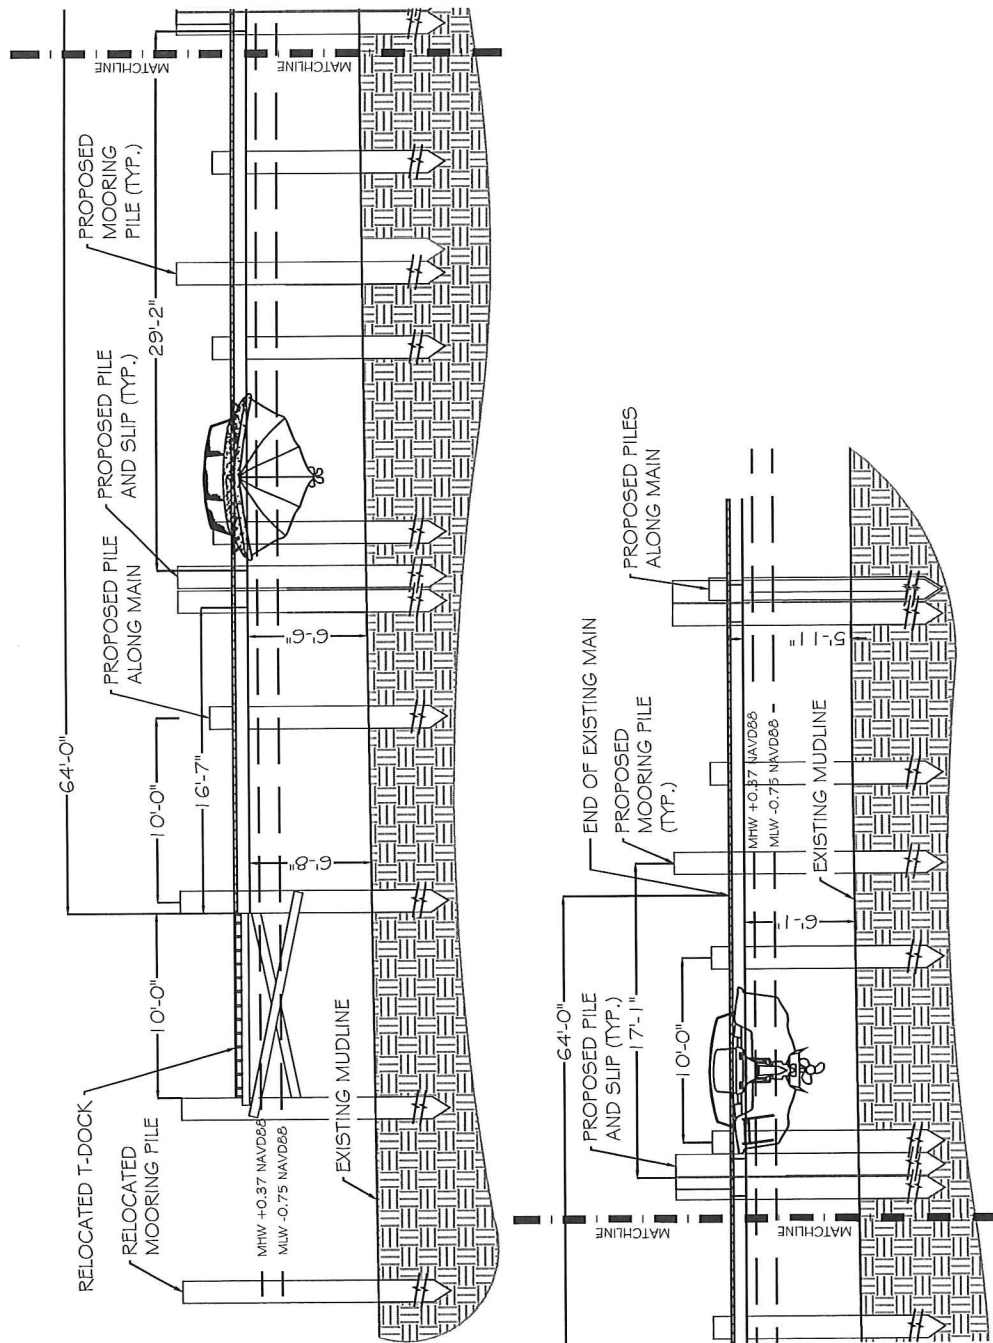 MATCHLINE
MATCHLINE
PROPOSED
MOORING
PILE (TYP.)
29'-2"
PROPOSED PILE
AND SLIP (TYP.)
PROPOSED PILE
ALONG MAIN
64'-0"
10'-0"
16'-7"
6'-6"
6'-8"
10'-0"
RELOCATED T-DOCK
RELOCATED
MOORING PILE
MHW +0.37 NAVD88
MLW -0.75 NAVD88
EXISTING MUDLINE
PROPOSED PILES
ALONG MAIN
5'-11"
END OF EXISTING MAIN
PROPOSED
MOORING PILE
(TYP.)
MHW +0.37 NAVD88
MLW -0.75 NAVD88
EXISTING MUDLINE
6'-1"
64'-0"
PROPOSED PILE
AND SLIP (TYP.)
17'-1"
10'-0"
MATCHLINE
MATCHLINE